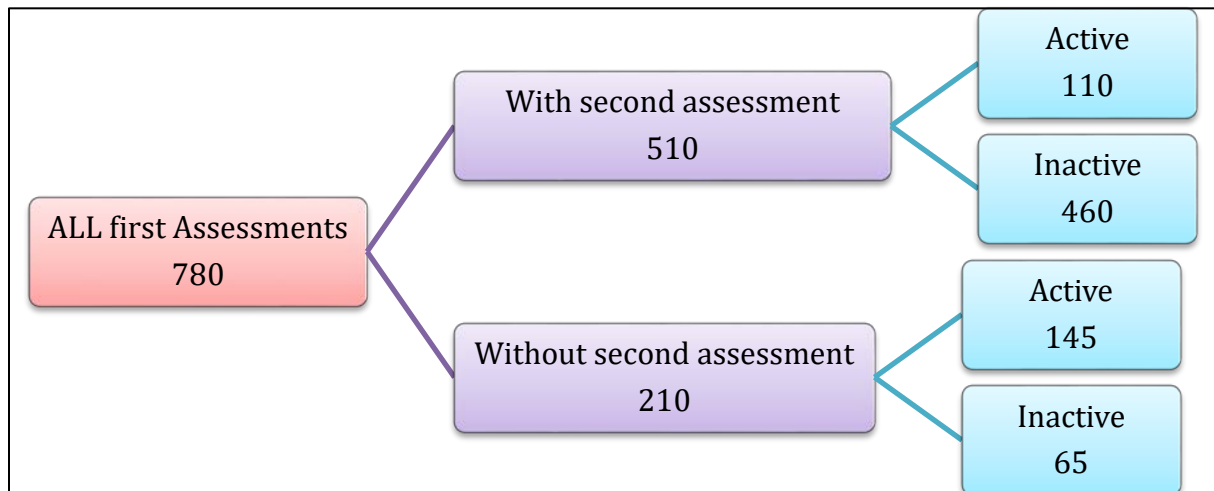 ALL first Assessments
780
With second assessment
510
Active
110
Inactive
460
Without second assessment
210
Active
145
Inactive
65